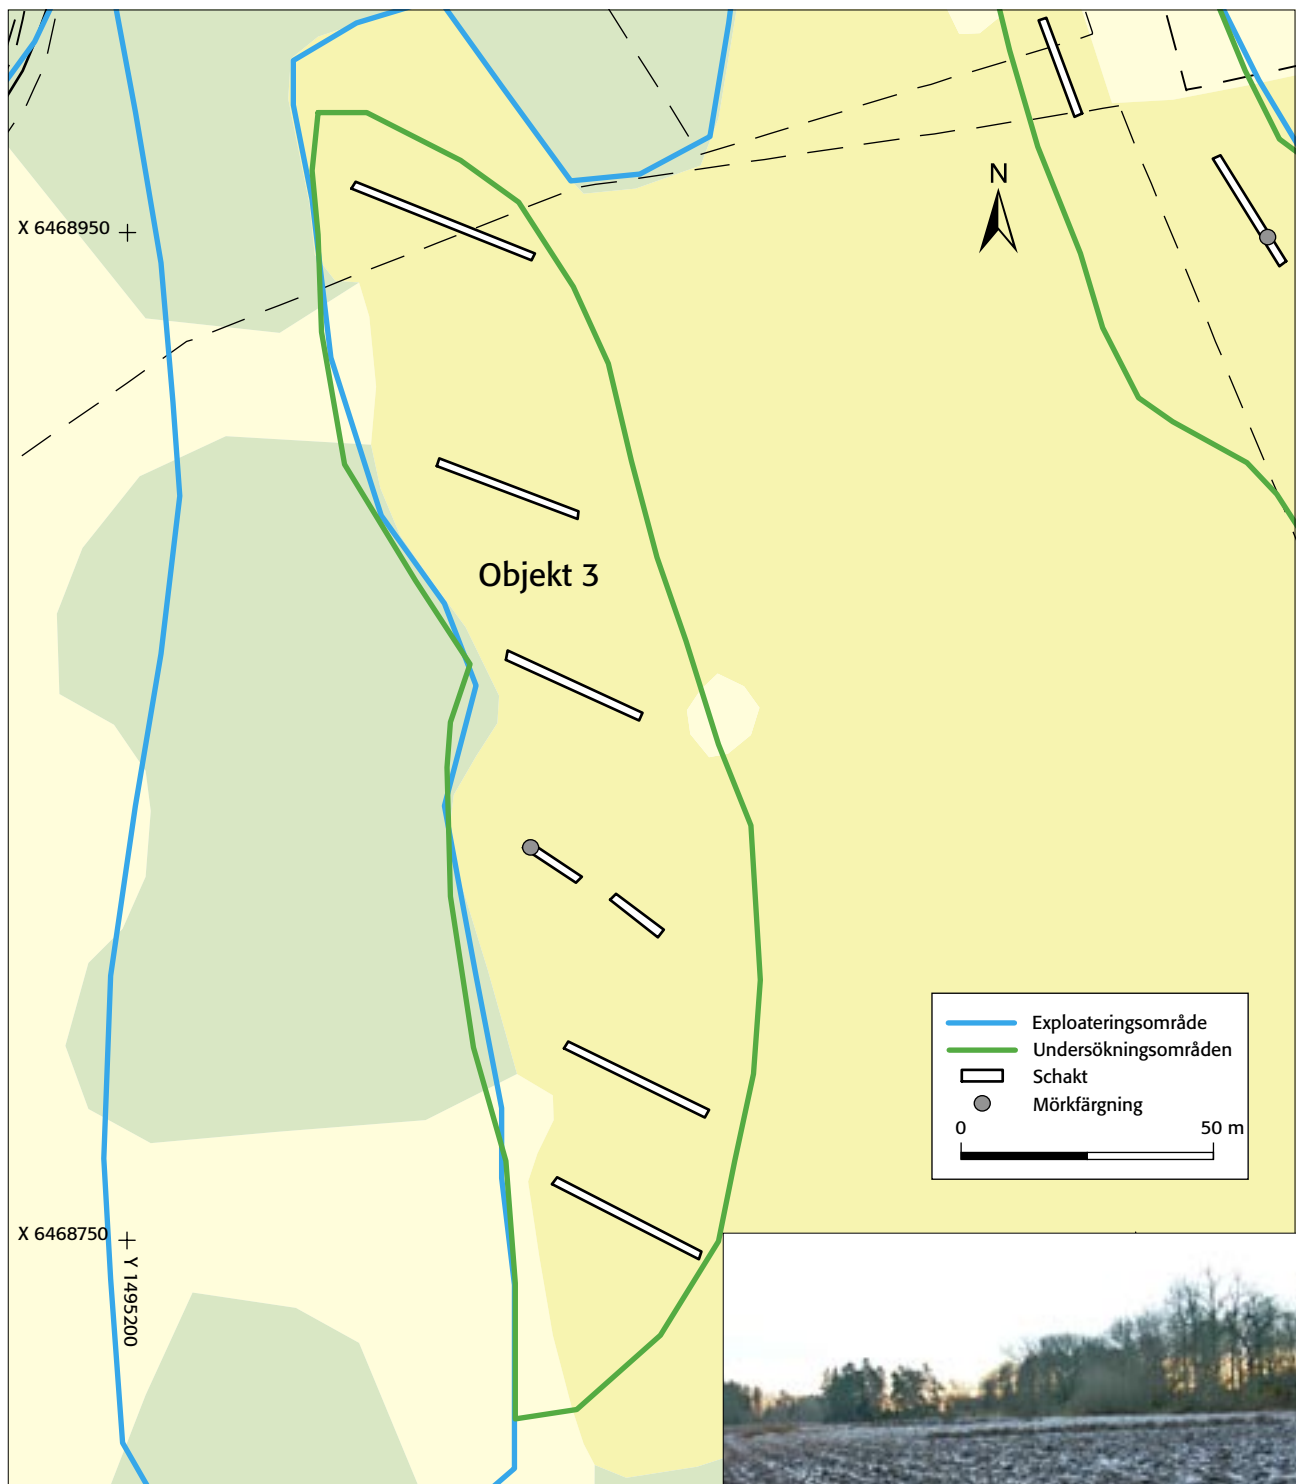 N
X 6468950
Objekt 3
Exploateringsområde
Undersökningsområden
Schakt
Mörkfärgning
0 50 m
X 6468750
Y 1495200